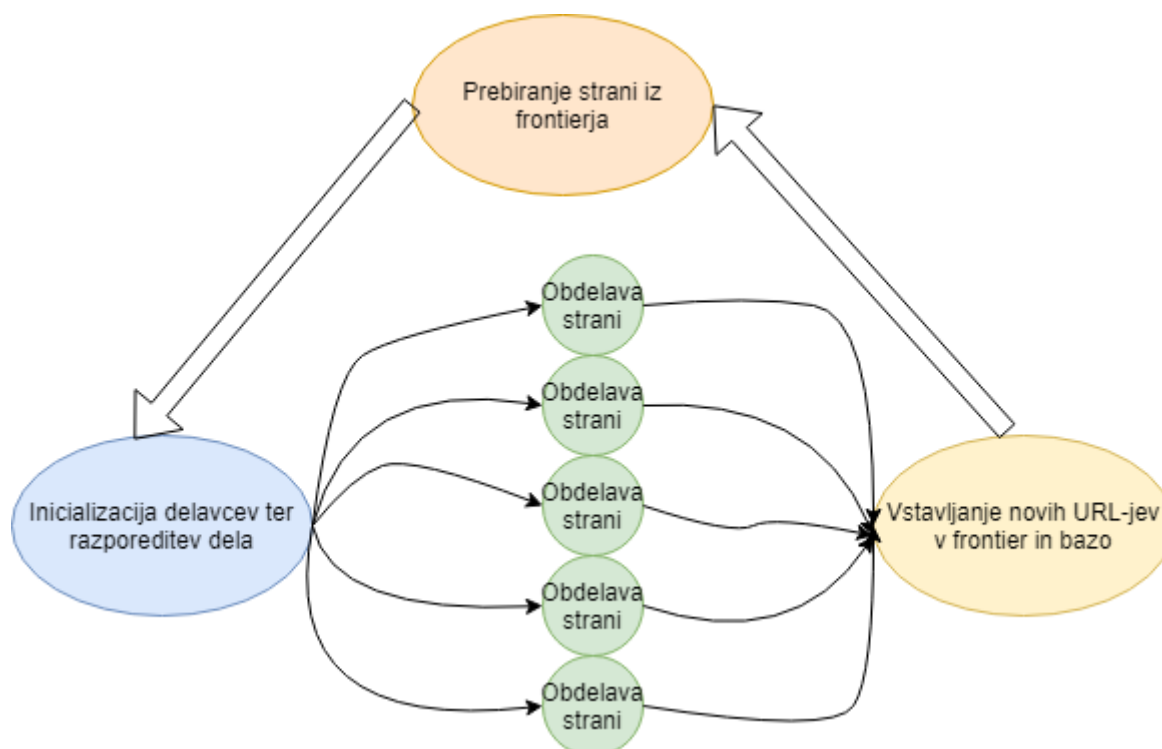 Prebiranje strani iz
frontierja
Obdelava
strani
Obdelava
strani
Inicializacija delavcev ter
razporeditev dela
Obdelava
strani
Vstavljanje novih URL-jev
v frontier in bazo
Obdelava
strani
Obdelava
strani